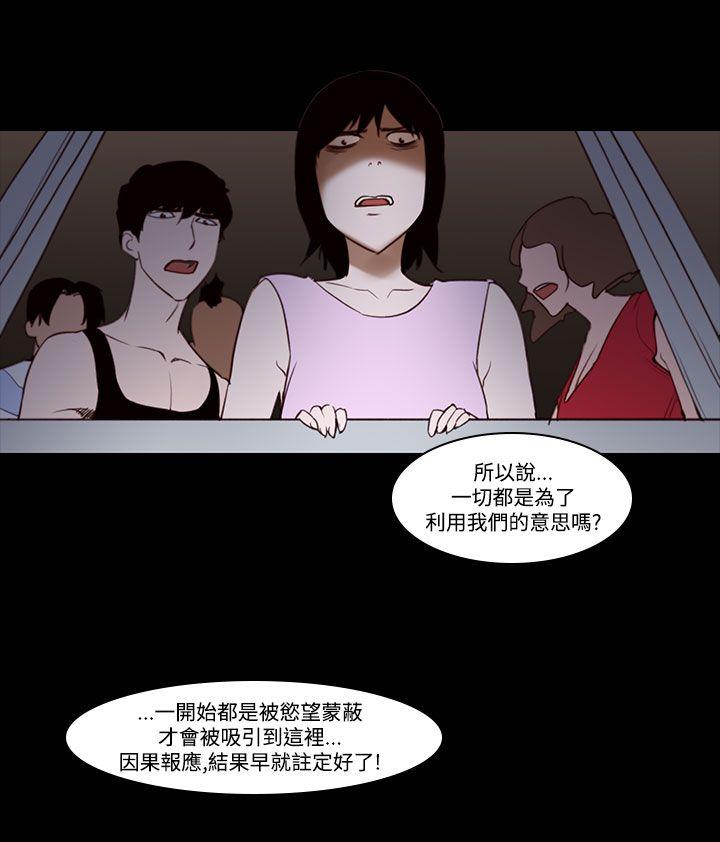 所以說...
一切都是為了
利用我們的意思嗎?
...一開始都是被慾望蒙蔽
才會被吸引到這裡...
因果報應,結果早就註定好了!